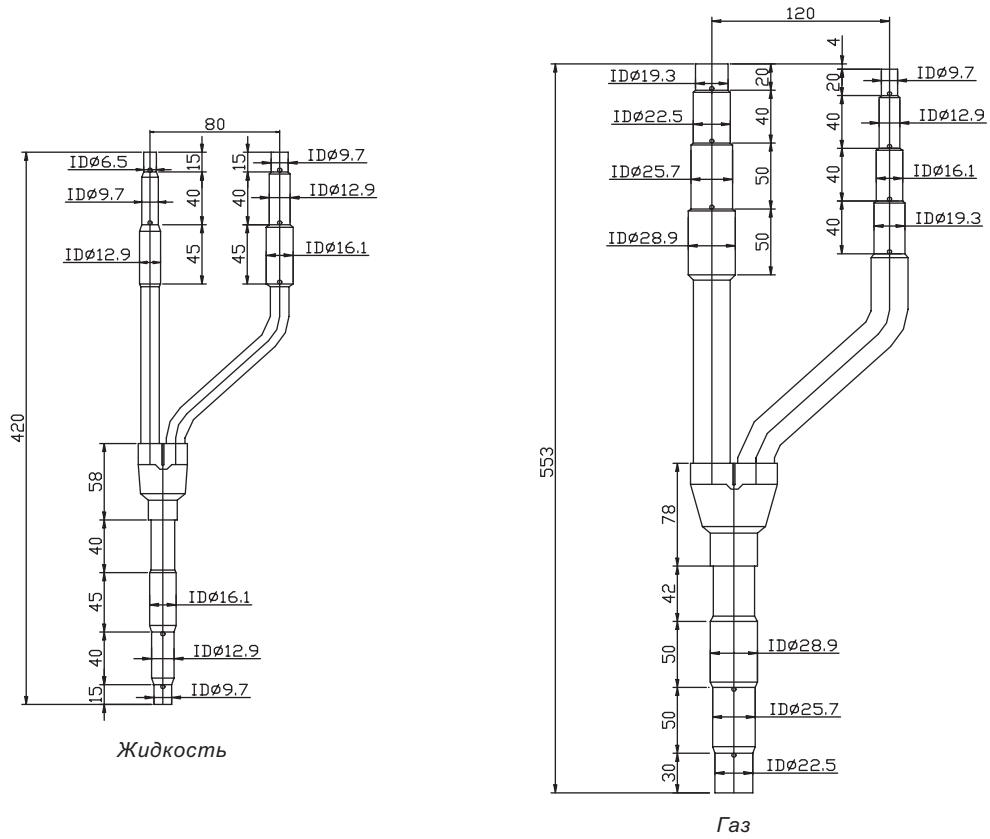 80
420
15
15
IDø6.5
IDø9.7
IDø9.7
40
40
IDø12.9
IDø12.9
45
45
IDø16.1
58
40
45
IDø16.1
40
IDø12.9
15
IDø9.7
Жидкость
120
4
553
IDø19.3
20
20
IDø9.7
IDø22.5
40
40
IDø12.9
IDø25.7
50
40
IDø16.1
IDø28.9
50
40
IDø19.3
78
42
50
IDø28.9
50
IDø25.7
30
IDø22.5
Газ